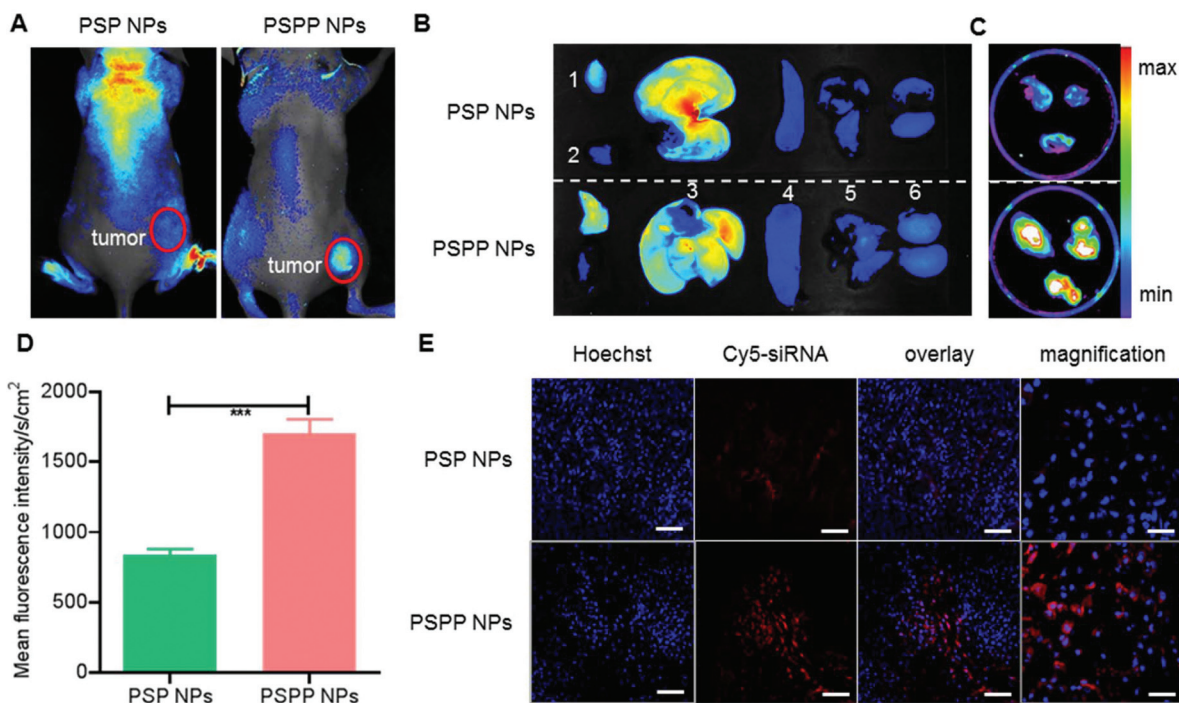 A
PSP NPs
PSPP NPs
tumor
tumor
B
PSP NPs
PSPP NPs
1
2
3
4
5
6
C
max
min
D
Mean fluorescence intensity/s/cm²
2000
1500
1000
500
0
***
PSP NPs
PSPP NPs
E
Hoechst
Cy5-siRNA
overlay
magnification
PSP NPs
PSPP NPs